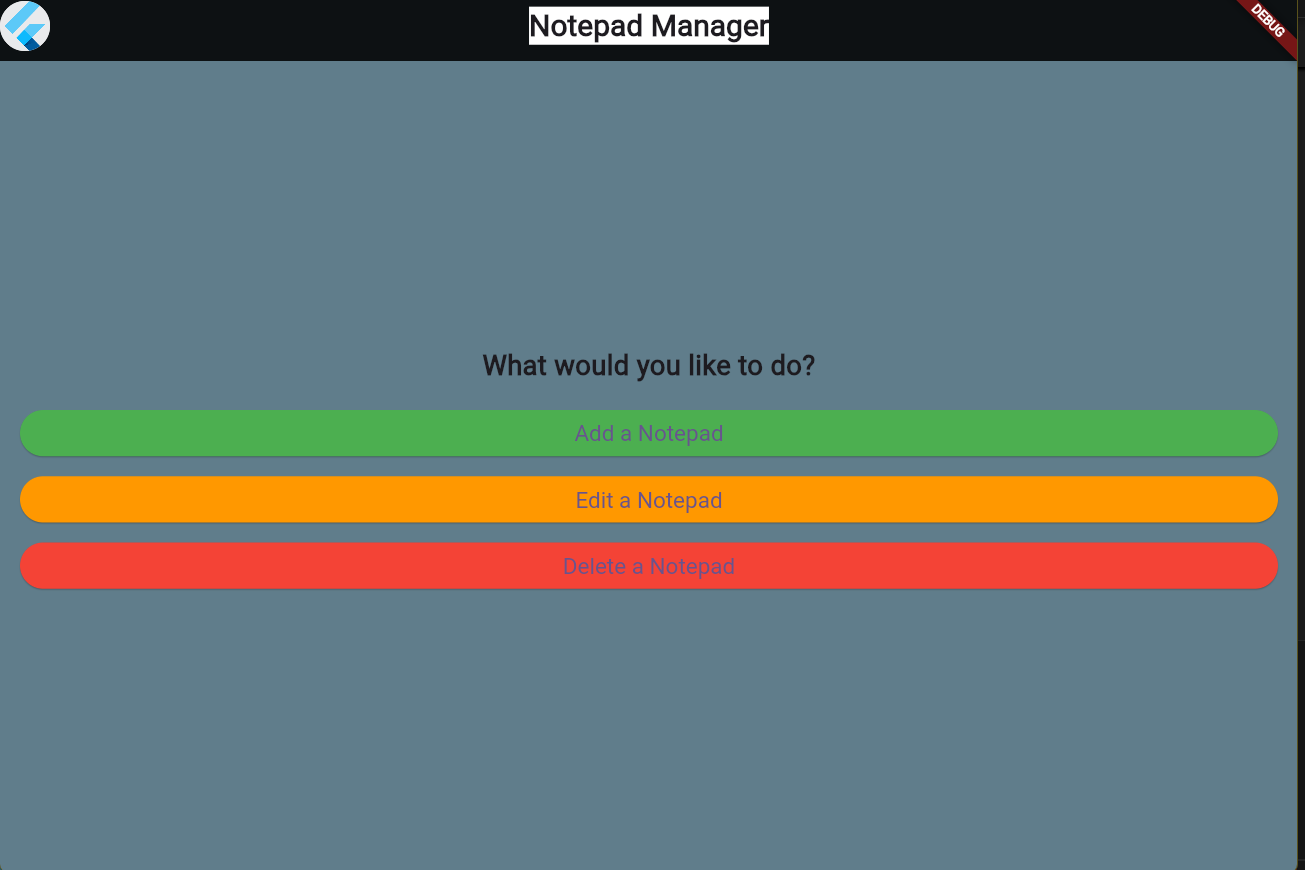 Notepad Manager
DEBUG
What would you like to do?
Add a Notepad
Edit a Notepad
Delete a Notepad